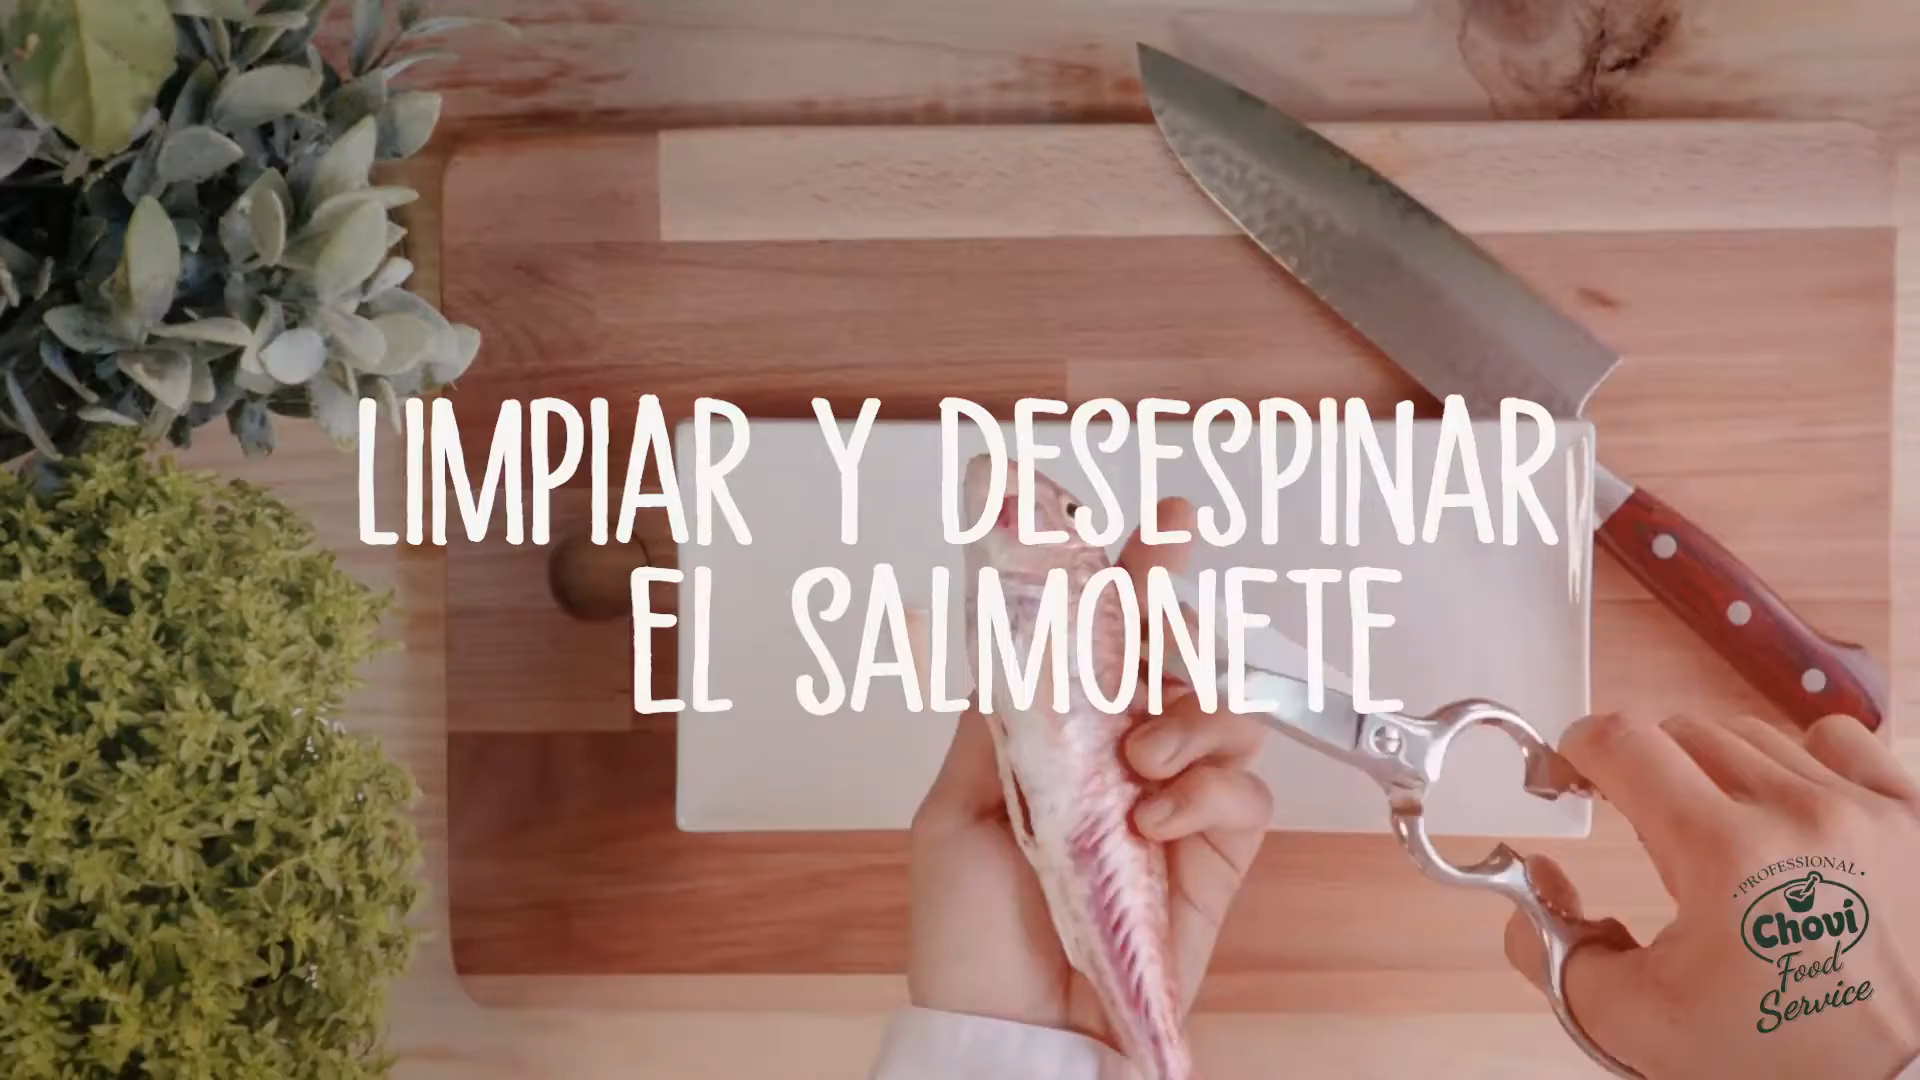 LIMPIAR Y DESESPINAR
EL SALMONETE
· PROFESSIONAL ·
Chovi
Food
Service